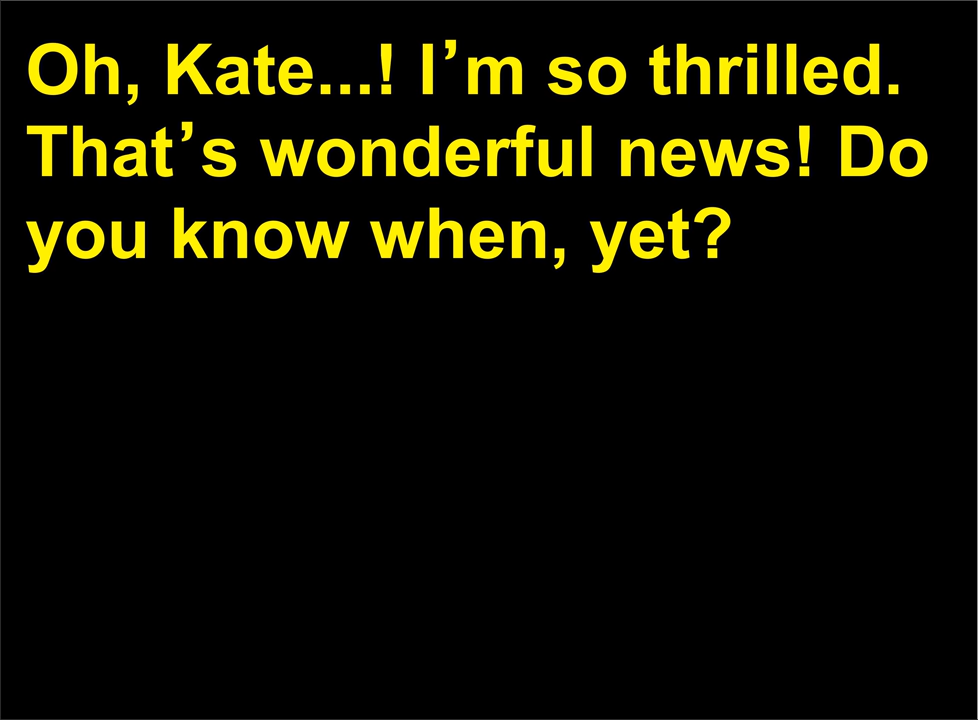 Oh, Kate...! I’m so thrilled.
That’s wonderful news! Do
you know when, yet?